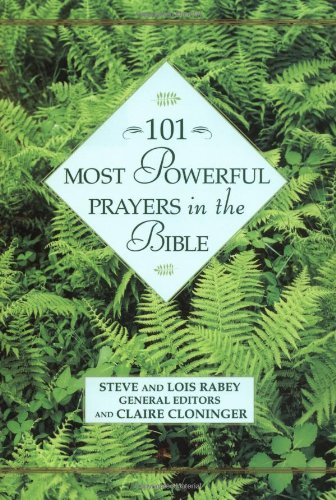 101
MOST POWERFUL
PRAYERS in the
BIBLE
STEVE AND LOIS RABEY
GENERAL EDITORS
AND CLAIRE CLONINGER